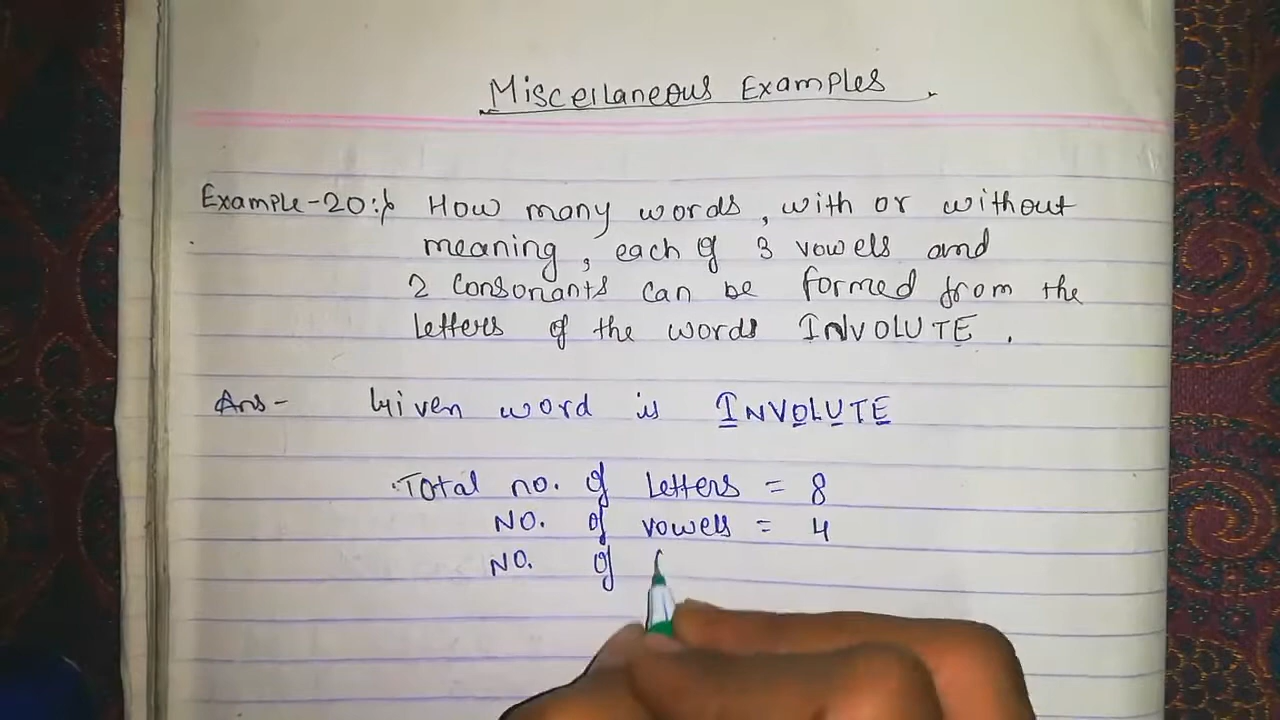 Miscellaneous Examples
Example-20:- How many words, with or without
meaning, each of 3 vowels and
2 Consonants can be formed from the
letters of the words INVOLUTE.
Ans- Given word is INVOLUTE
Total no. of Letters = 8
NO. of vowels = 4
NO. of